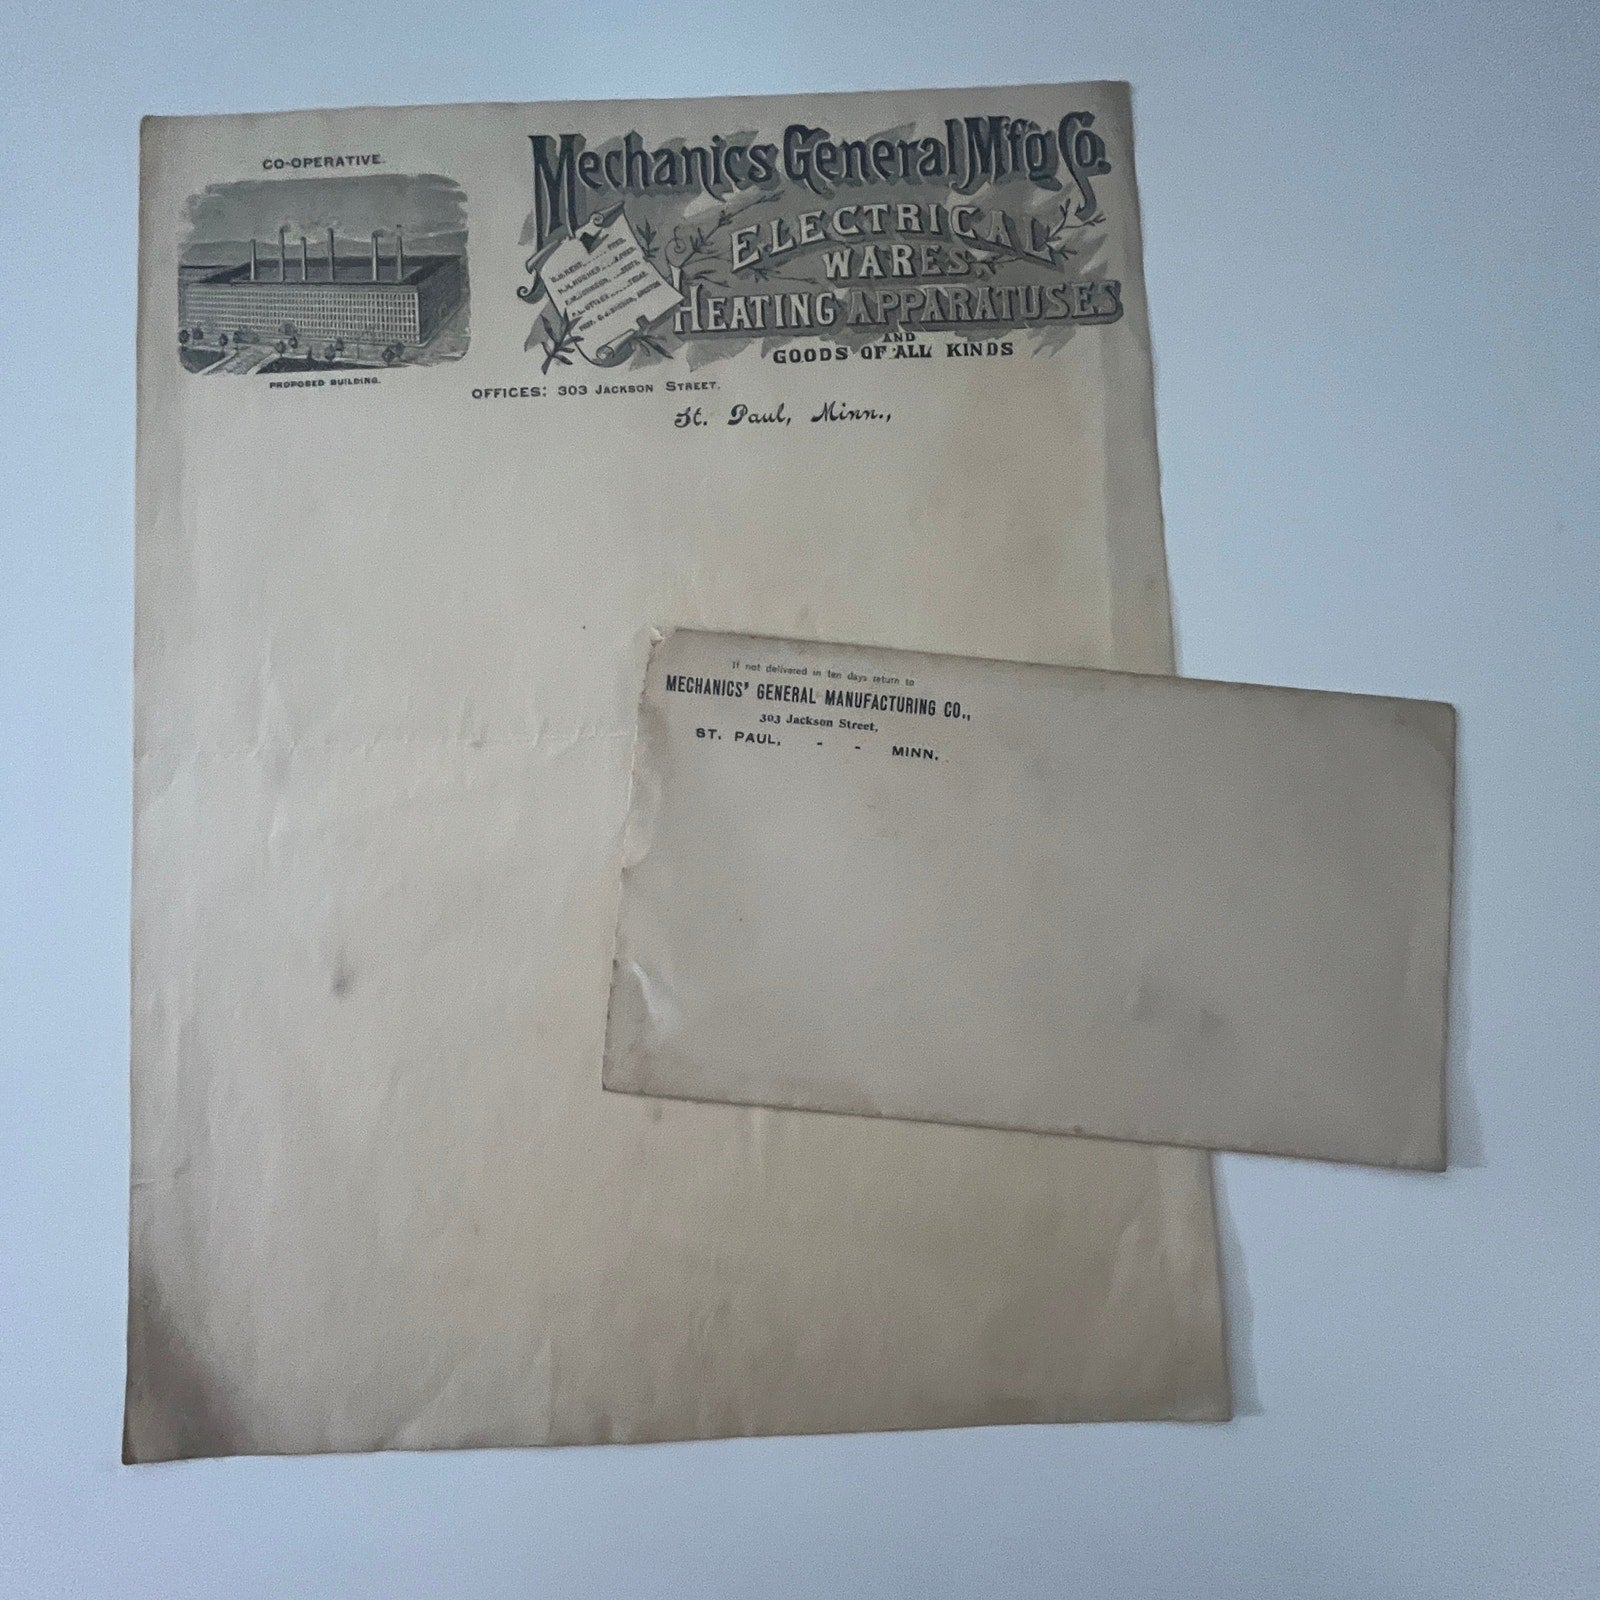 CO-OPERATIVE.
PROPOSED BUILDING.
Mechanics General Mfg Co.
ELECTRICAL
WARES,
HEATING APPARATUSES
AND
GOODS OF ALL KINDS
OFFICES: 303 JACKSON STREET.
St. Paul, Minn.,
If not delivered in ten days return to
MECHANICS' GENERAL MANUFACTURING CO.,
303 Jackson Street,
ST. PAUL, - - MINN.